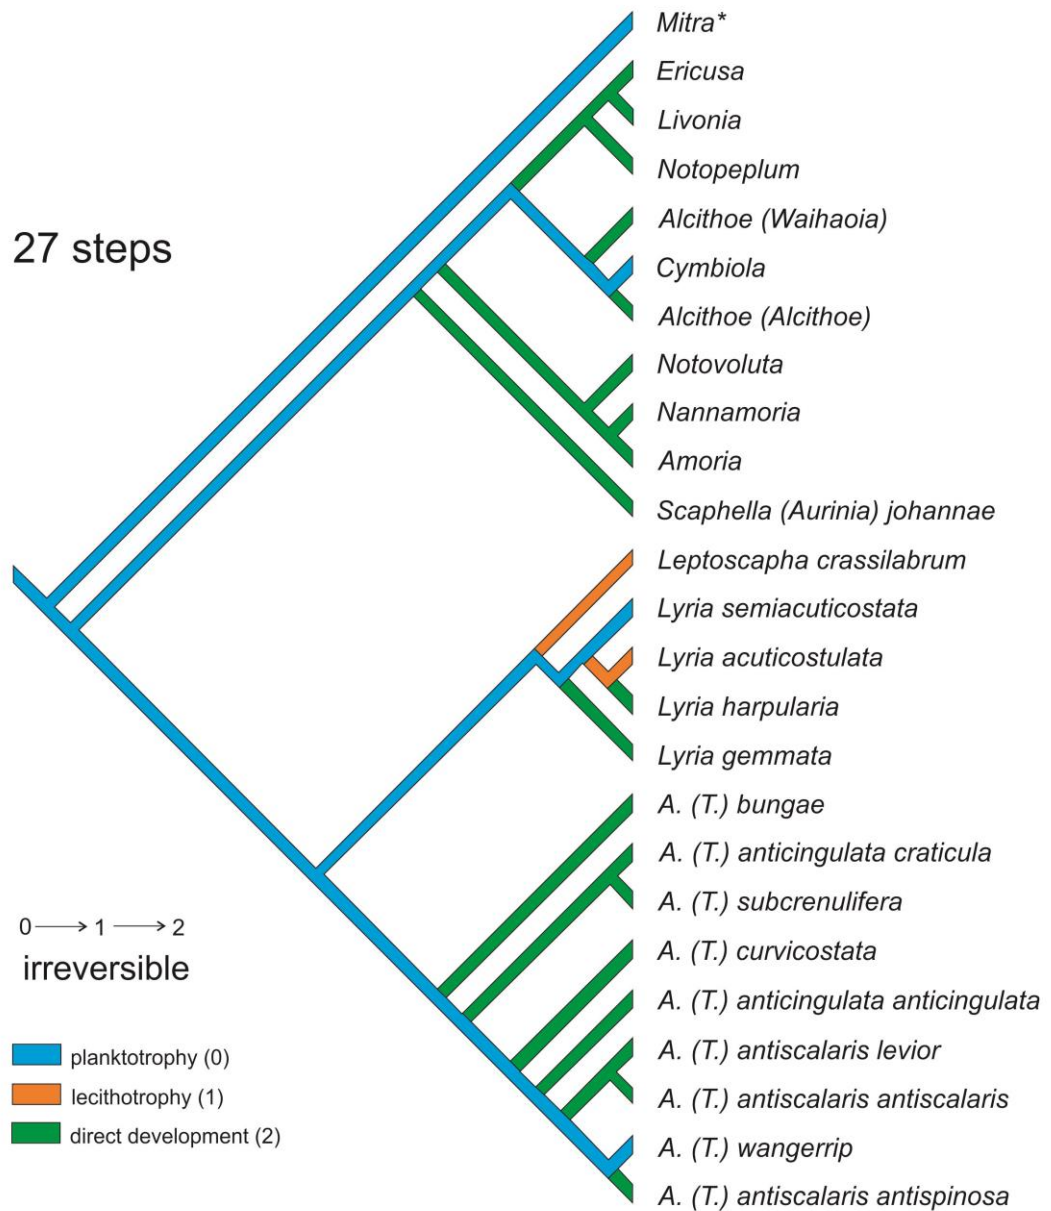 Mitra*
Ericusa
Livonia
Notopeplum
Alcithoe (Waihaoia)
27 steps
Cymbiola
Alcithoe (Alcithoe)
Notovoluta
Nannamoria
Amoria
Scaphella (Aurinia) johannae
Leptoscapha crassilabrum
Lyria semiacuticostata
Lyria acuticostulata
Lyria harpularia
Lyria gemmata
A. (T.) bungae
A. (T.) anticingulata craticula
A. (T.) subcrenulifera
0 → 1 → 2
irreversible
A. (T.) curvicostata
A. (T.) anticingulata anticingulata
planktotrophy (0)
lecithotrophy (1)
direct development (2)
A. (T.) antiscalaris levior
A. (T.) antiscalaris antiscalaris
A. (T.) wangerrip
A. (T.) antiscalaris antispinosa